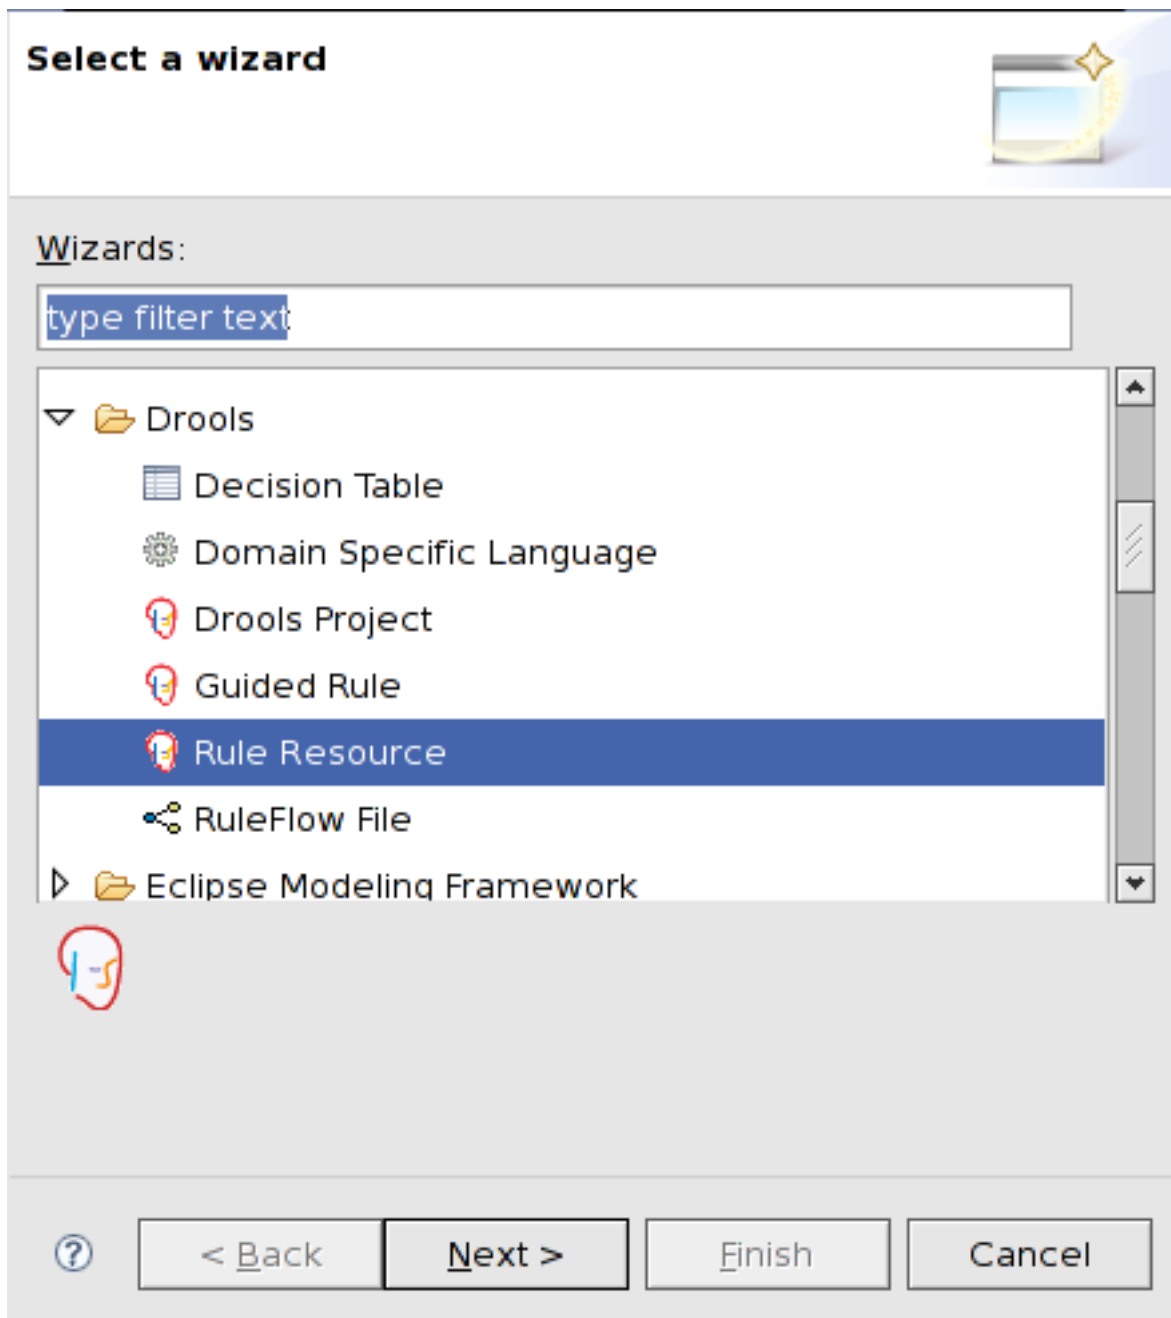 Select a wizard
Wizards:
type filter text
Drools
Decision Table
Domain Specific Language
Drools Project
Guided Rule
Rule Resource
RuleFlow File
Eclipse Modeling Framework
?
< Back
Next >
Finish
Cancel